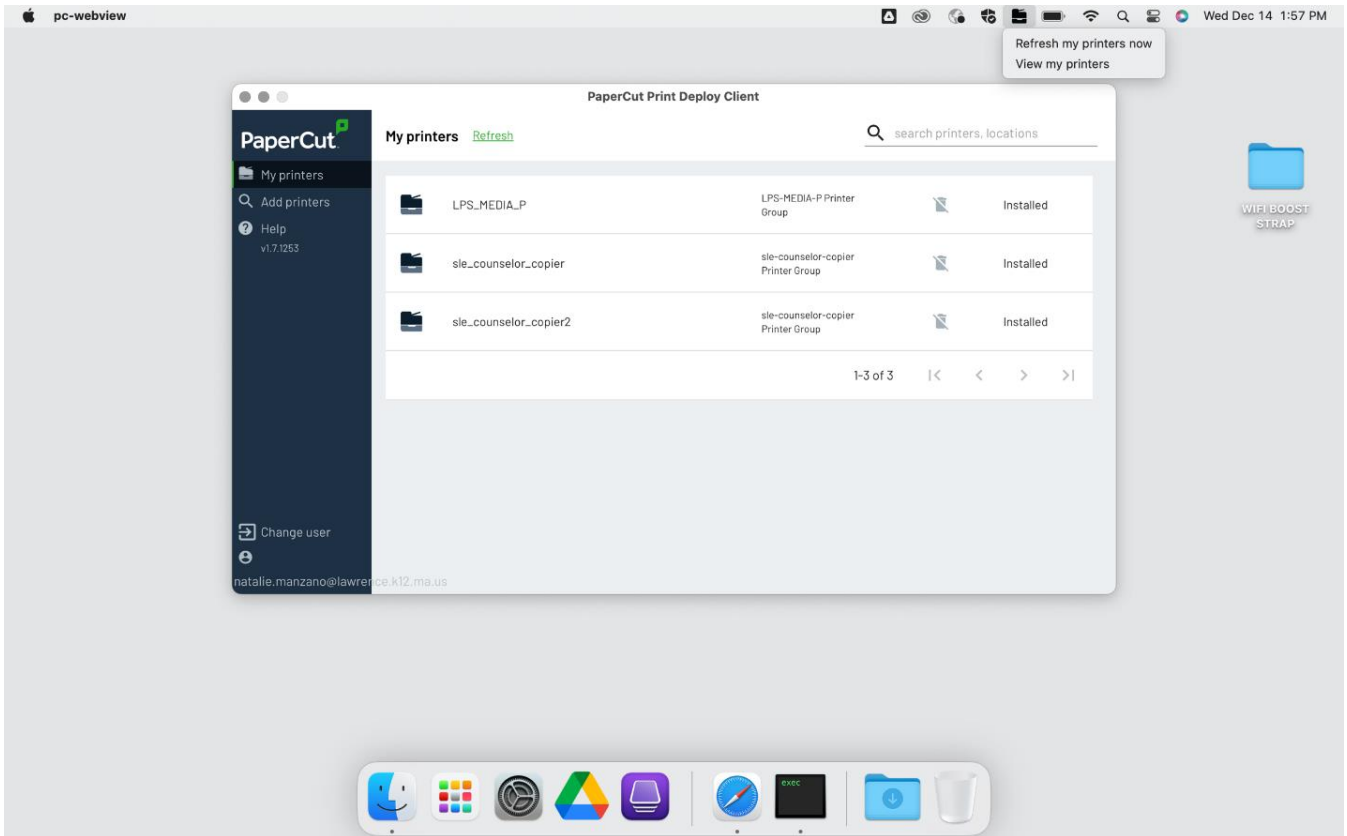 pc-webview
Wed Dec 14 1:57 PM
Refresh my printers now
View my printers
PaperCut Print Deploy Client
PaperCut
My printers Refresh
search printers, locations
My printers
Add printers
Help
v1.7.1253
LPS_MEDIA_P
LPS-MEDIA-P Printer
Group
Installed
sle_counselor_copier
sle-counselor-copier
Printer Group
Installed
sle_counselor_copier2
sle-counselor-copier
Printer Group
Installed
1-3 of 3
Change user
natalie.manzano@lawrence.k12.ma.us
WIFI BOOST
STRAP
exec